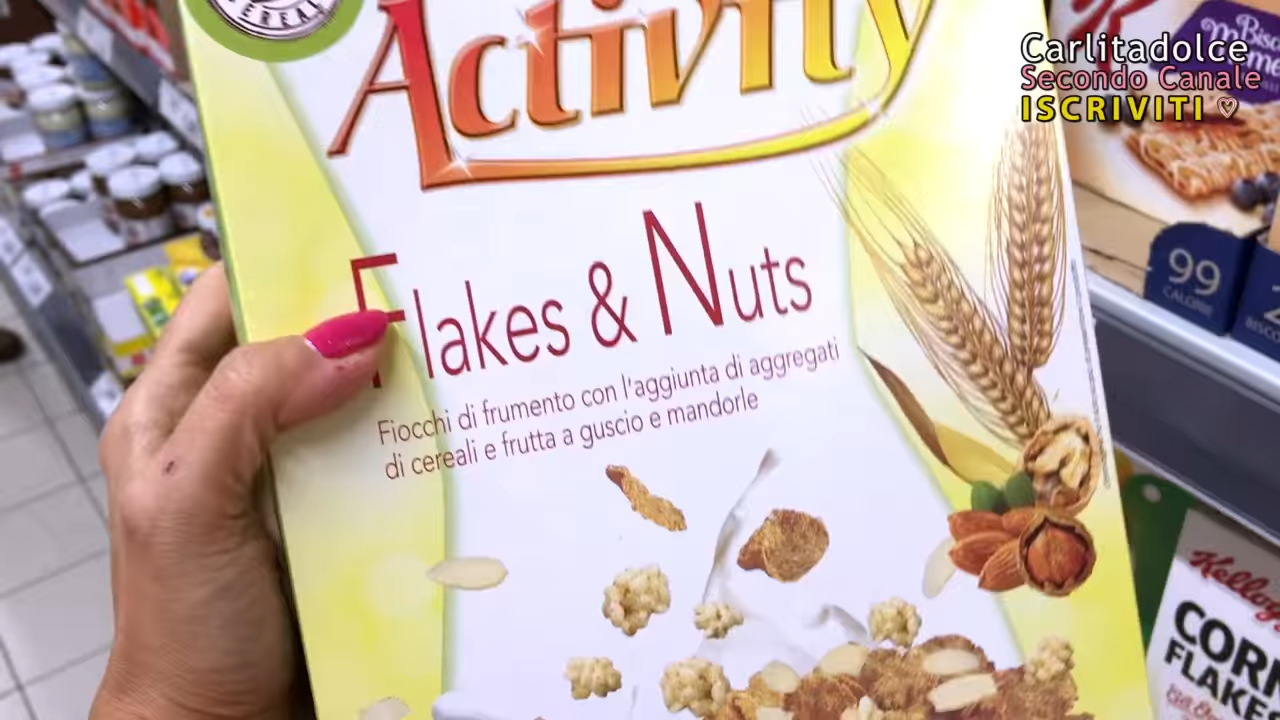 CEREAL
Activity
Flakes & Nuts
Fiocchi di frumento con l'aggiunta di aggregati
di cereali e frutta a guscio e mandorle
Carlitadolce
Secondo Canale
ISCRIVITI ♡
99
CALORIE
CORN
FLAKES